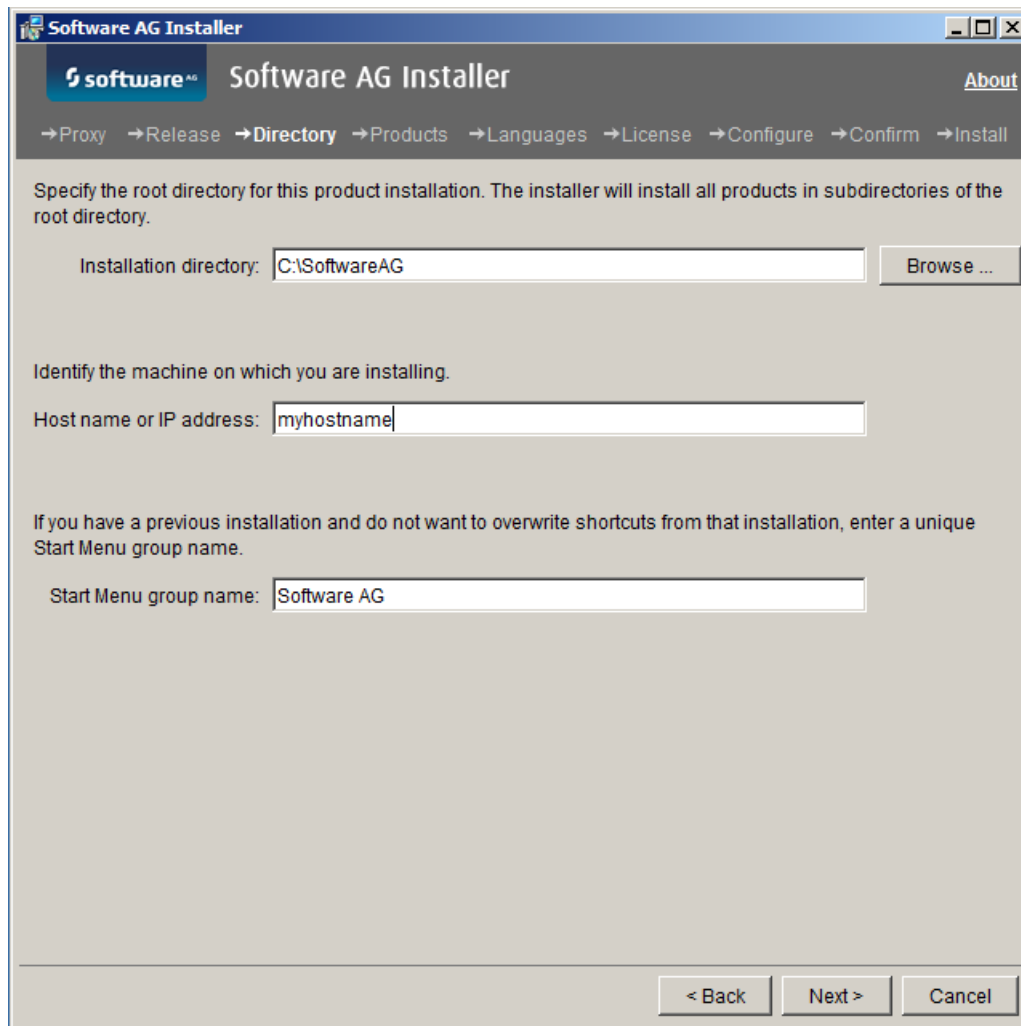 Software AG Installer
software AG Software AG Installer About
→Proxy →Release →Directory →Products →Languages →License →Configure →Confirm →Install
Specify the root directory for this product installation. The installer will install all products in subdirectories of the
root directory.
Installation directory: C:\SoftwareAG Browse ...
Identify the machine on which you are installing.
Host name or IP address: myhostname
If you have a previous installation and do not want to overwrite shortcuts from that installation, enter a unique
Start Menu group name.
Start Menu group name: Software AG
< Back Next > Cancel